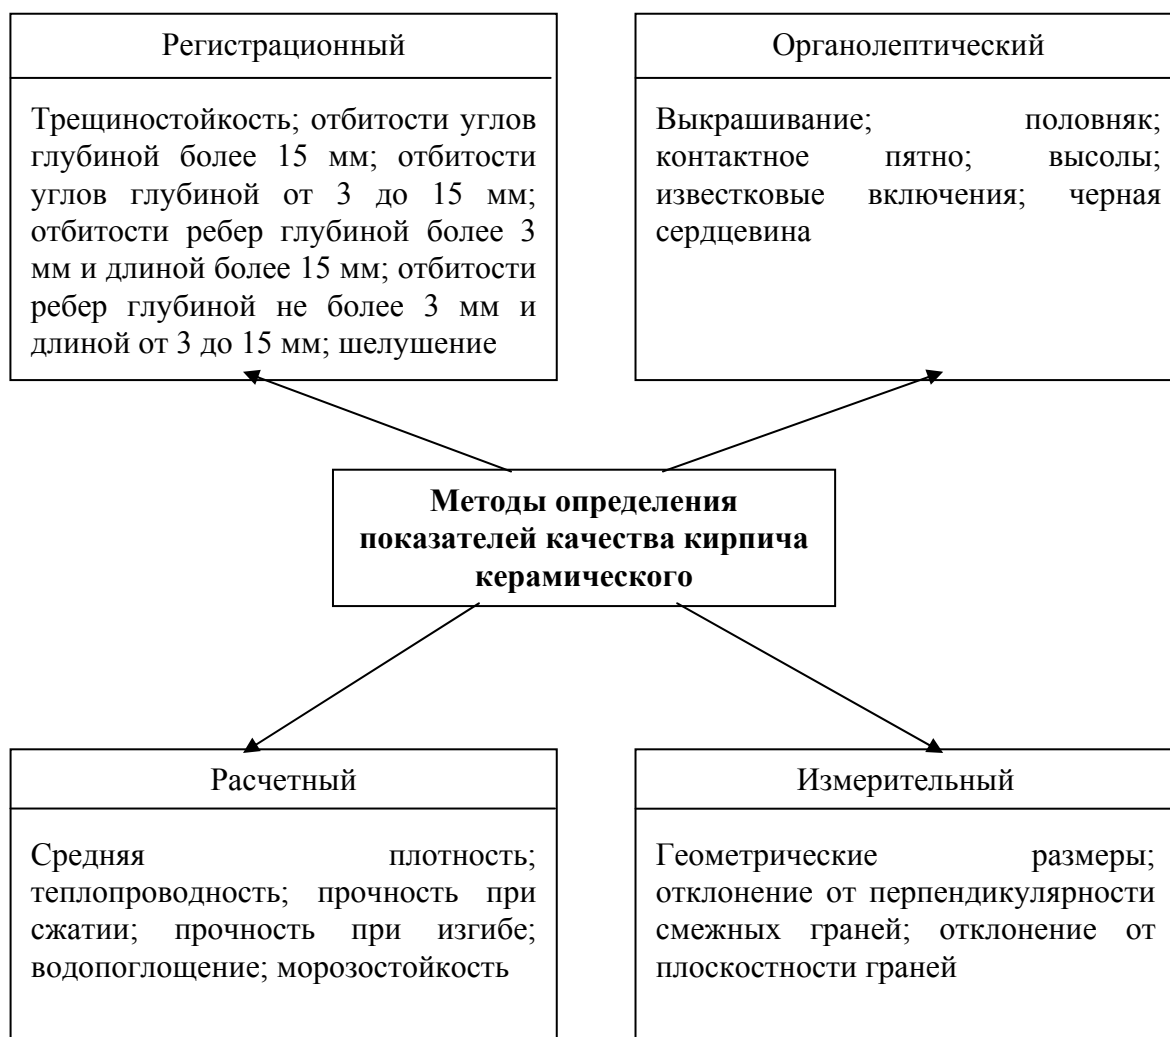 Регистрационный
Трещиностойкость; отбитости углов
глубиной более 15 мм; отбитости
углов глубиной от 3 до 15 мм;
отбитости ребер глубиной более 3
мм и длиной более 15 мм; отбитости
ребер глубиной не более 3 мм и
длиной от 3 до 15 мм; шелушение
Органолептический
Выкрашивание; половняк;
контактное пятно; высолы;
известковые включения; черная
сердцевина
Методы определения
показателей качества кирпича
керамического
Расчетный
Средняя плотность;
теплопроводность; прочность при
сжатии; прочность при изгибе;
водопоглощение; морозостойкость
Измерительный
Геометрические размеры;
отклонение от перпендикулярности
смежных граней; отклонение от
плоскостности граней